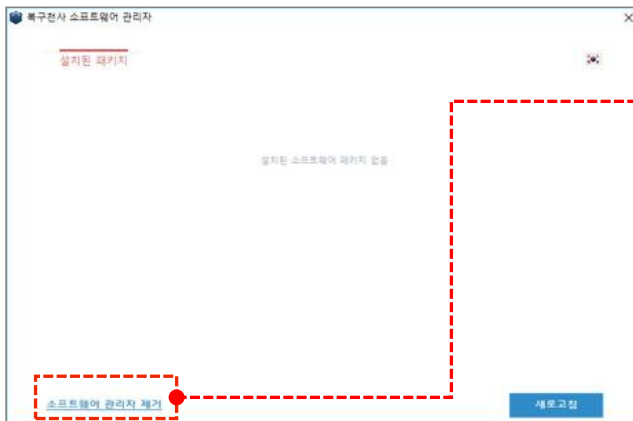 복구천사 소프트웨어 관리자
설치된 패키지
설치된 소프트웨어 패키지 없음
소프트웨어 관리자 제거
새로고침